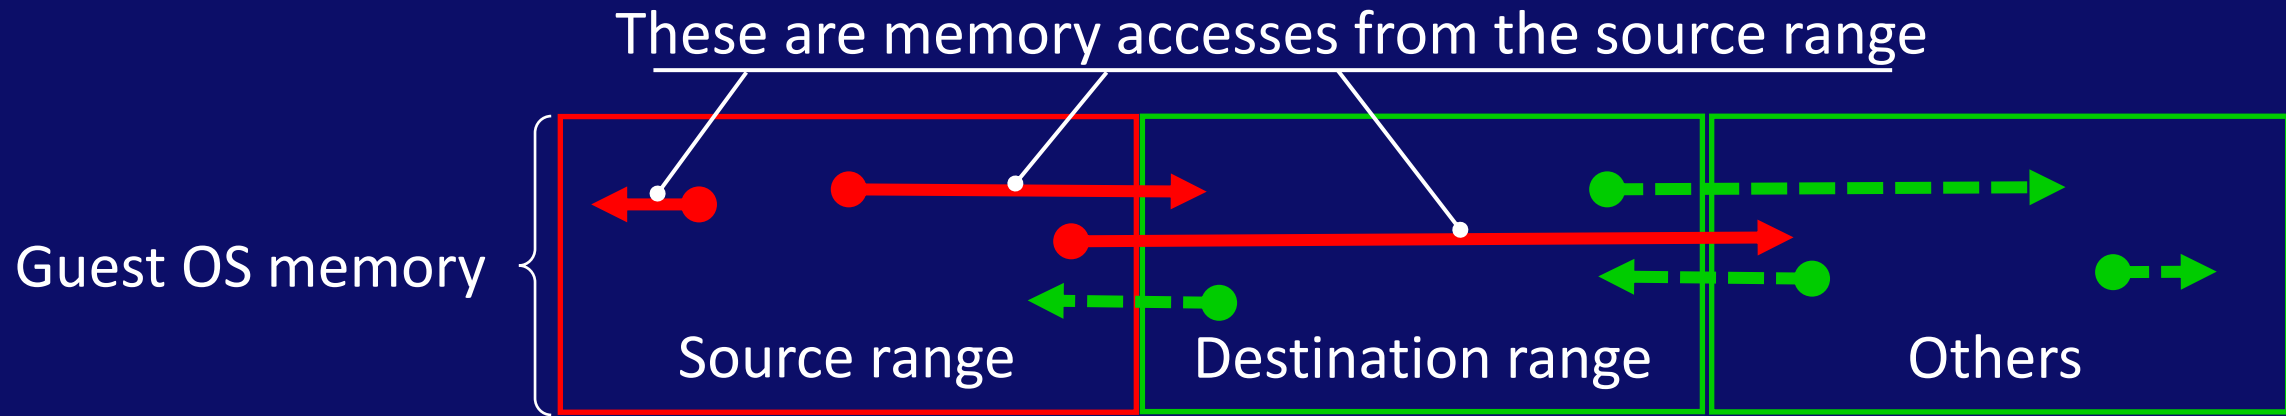 These are memory accesses from the source range
Guest OS memory
Source range
Destination range
Others